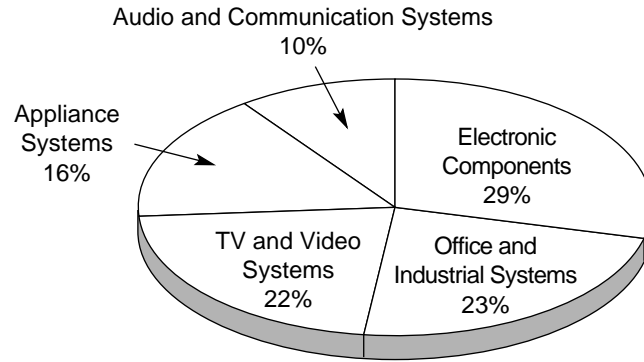 Audio and Communication Systems
10%
Appliance
Systems
16%
Electronic
Components
29%
TV and Video
Systems
22%
Office and
Industrial Systems
23%